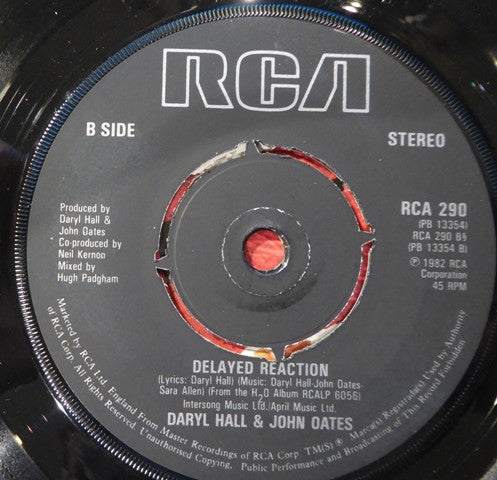 RCA
B SIDE
STEREO
Produced by
Daryl Hall &
John Oates
Co-produced by
Neil Kernon
Mixed by
Hugh Padgham
RCA 290
(PB 13354)
RCA 290 B§
(PB 13354 B)
℗ 1982 RCA
Corporation
45 RPM
DELAYED REACTION
(Lyrics: Daryl Hall) (Music: Daryl Hall-John Oates-
Sara Allen) (From the H2O Album RCALP 6056)
Intersong Music Ltd./April Music Ltd.
DARYL HALL & JOHN OATES
Marketed by RCA Ltd. England From Master Recordings of RCA Corp. TM(S) ® Marca(s) Registrada(s) Used by Authority
of RCA Corp. All Rights Reserved. Unauthorised Copying, Public Performance and Broadcasting of This Record Forbidden